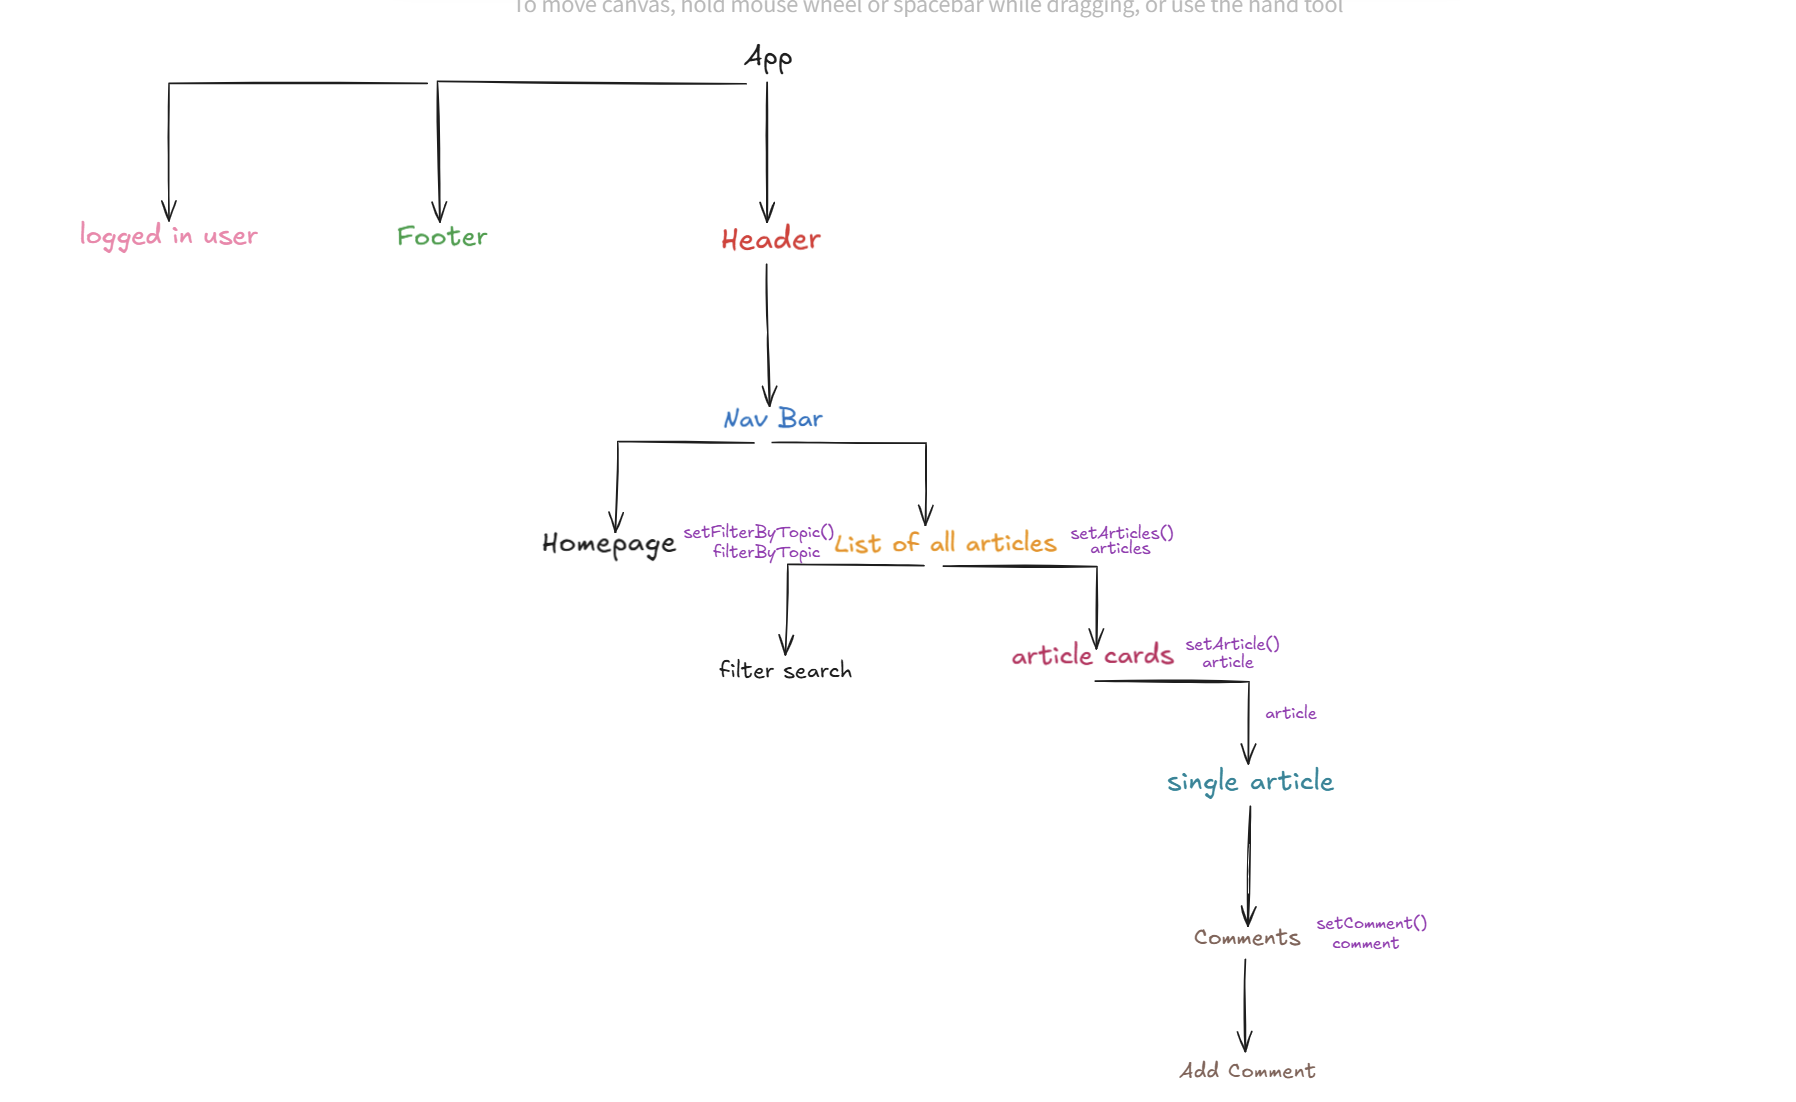 To move canvas, hold mouse wheel or spacebar while dragging, or use the hand tool
App
logged in user
Footer
Header
Nav Bar
Homepage
setFilterByTopic()
filterByTopic
List of all articles
setArticles()
articles
filter search
article cards
setArticle()
article
article
single article
Comments
setComment()
comment
Add Comment